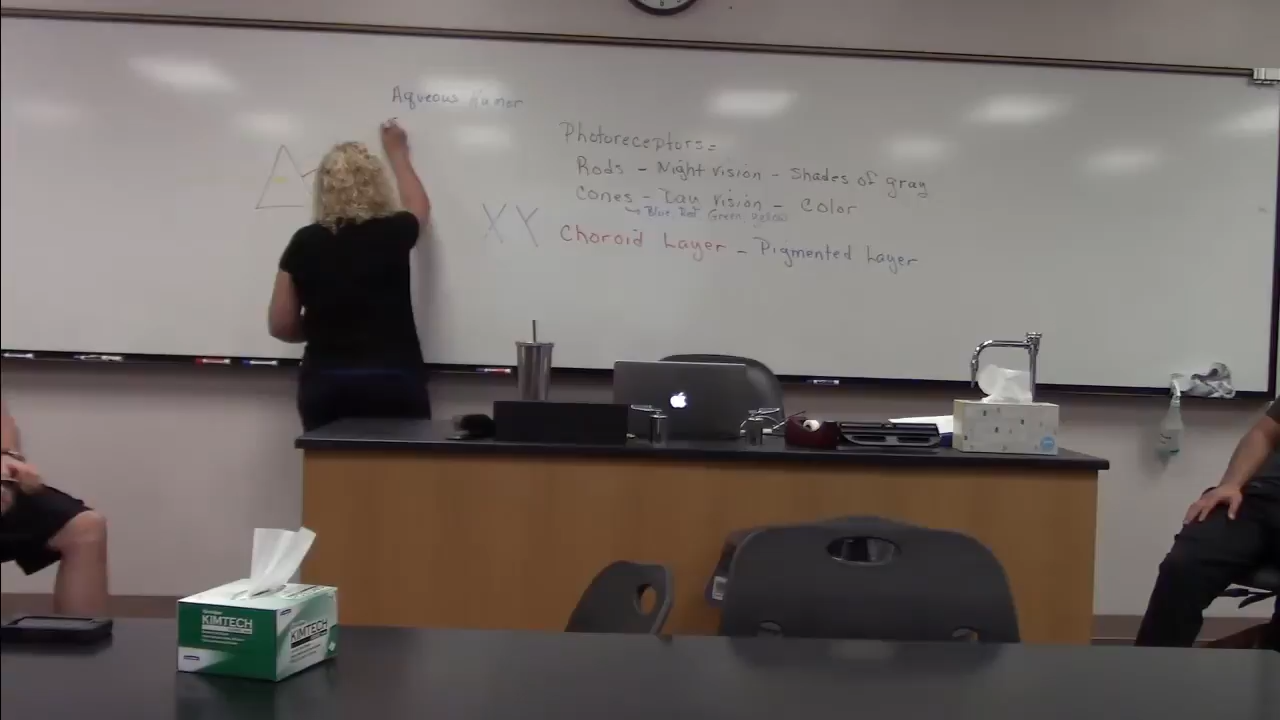 Aqueous Humor
Photoreceptors =
Rods - Night vision - Shades of gray
Cones - Day vision - Color
Blue, Red, Green, Yellow
XY
Choroid Layer - Pigmented Layer
KIMTECH
KIMTECH